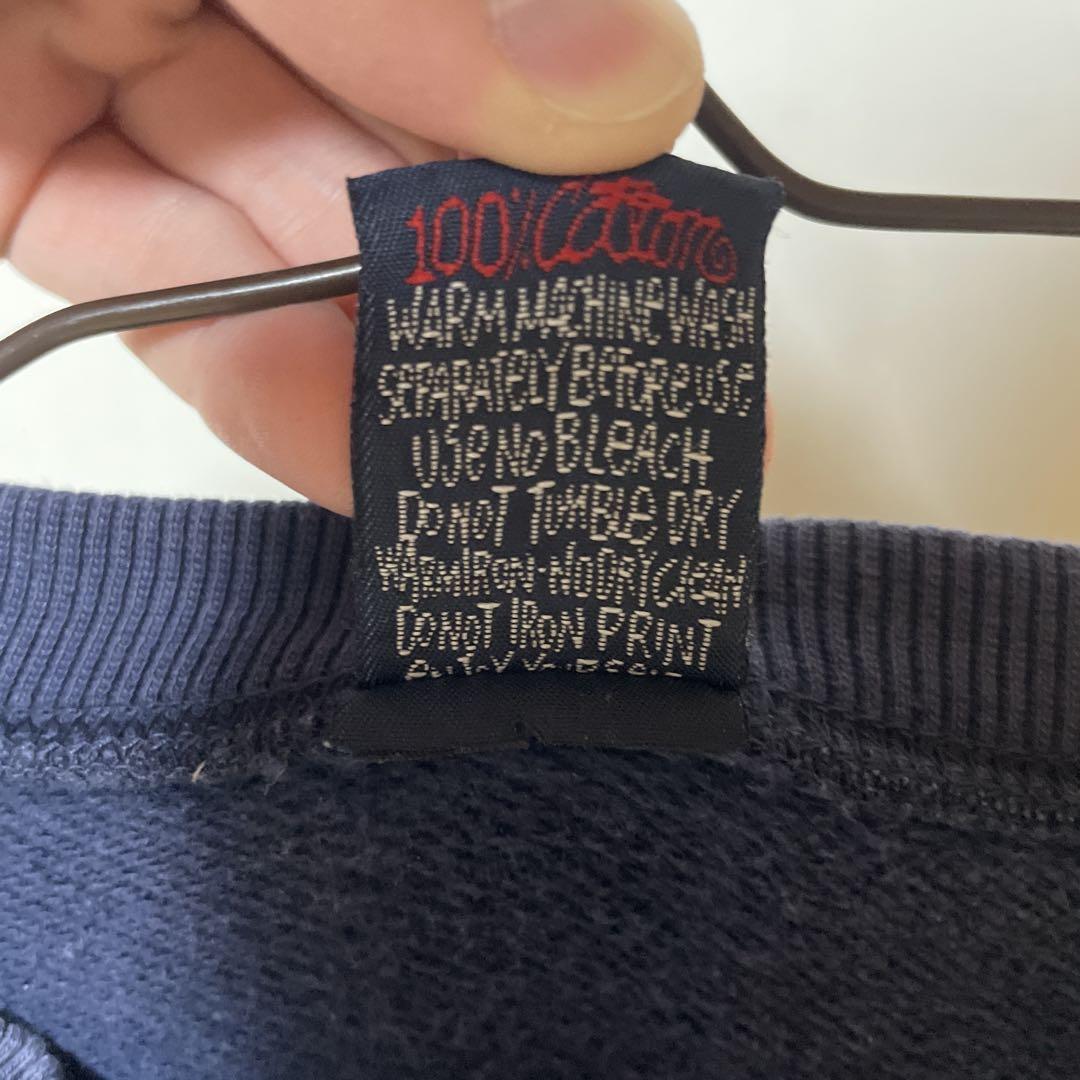 100% Cotton
WARM MACHINE WASH
SEPARATELY BEFORE USE
USE NO BLEACH
DO NOT TUMBLE DRY
WARM IRON-NO DRY CLEAN
DO NOT IRON PRINT